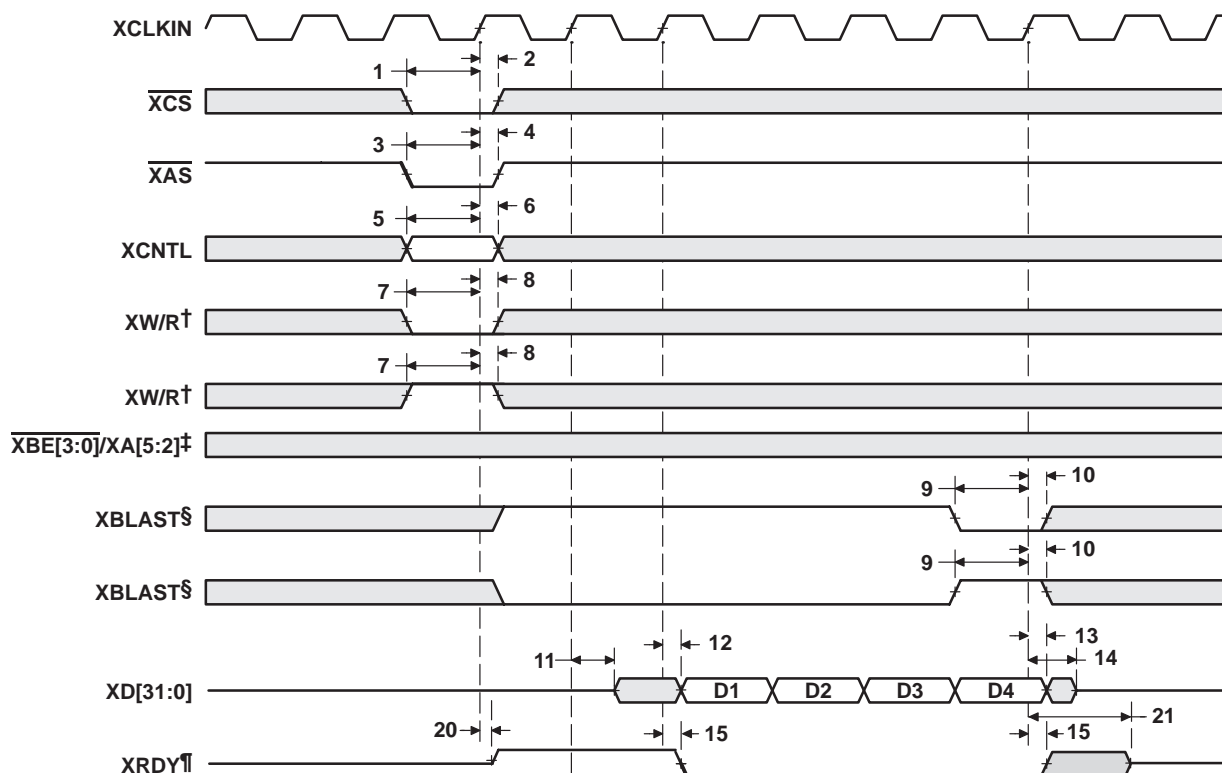 XCLKIN
1 2
XCS
3 4
XAS
5 6
XCNTL
7 8
XW/R†
7 8
XW/R†
XBE[3:0]/XA[5:2]‡
9 10
XBLAST§
9 10
XBLAST§
11 12 13
14
XD[31:0] D1 D2 D3 D4
20 15 15 21
XRDY¶